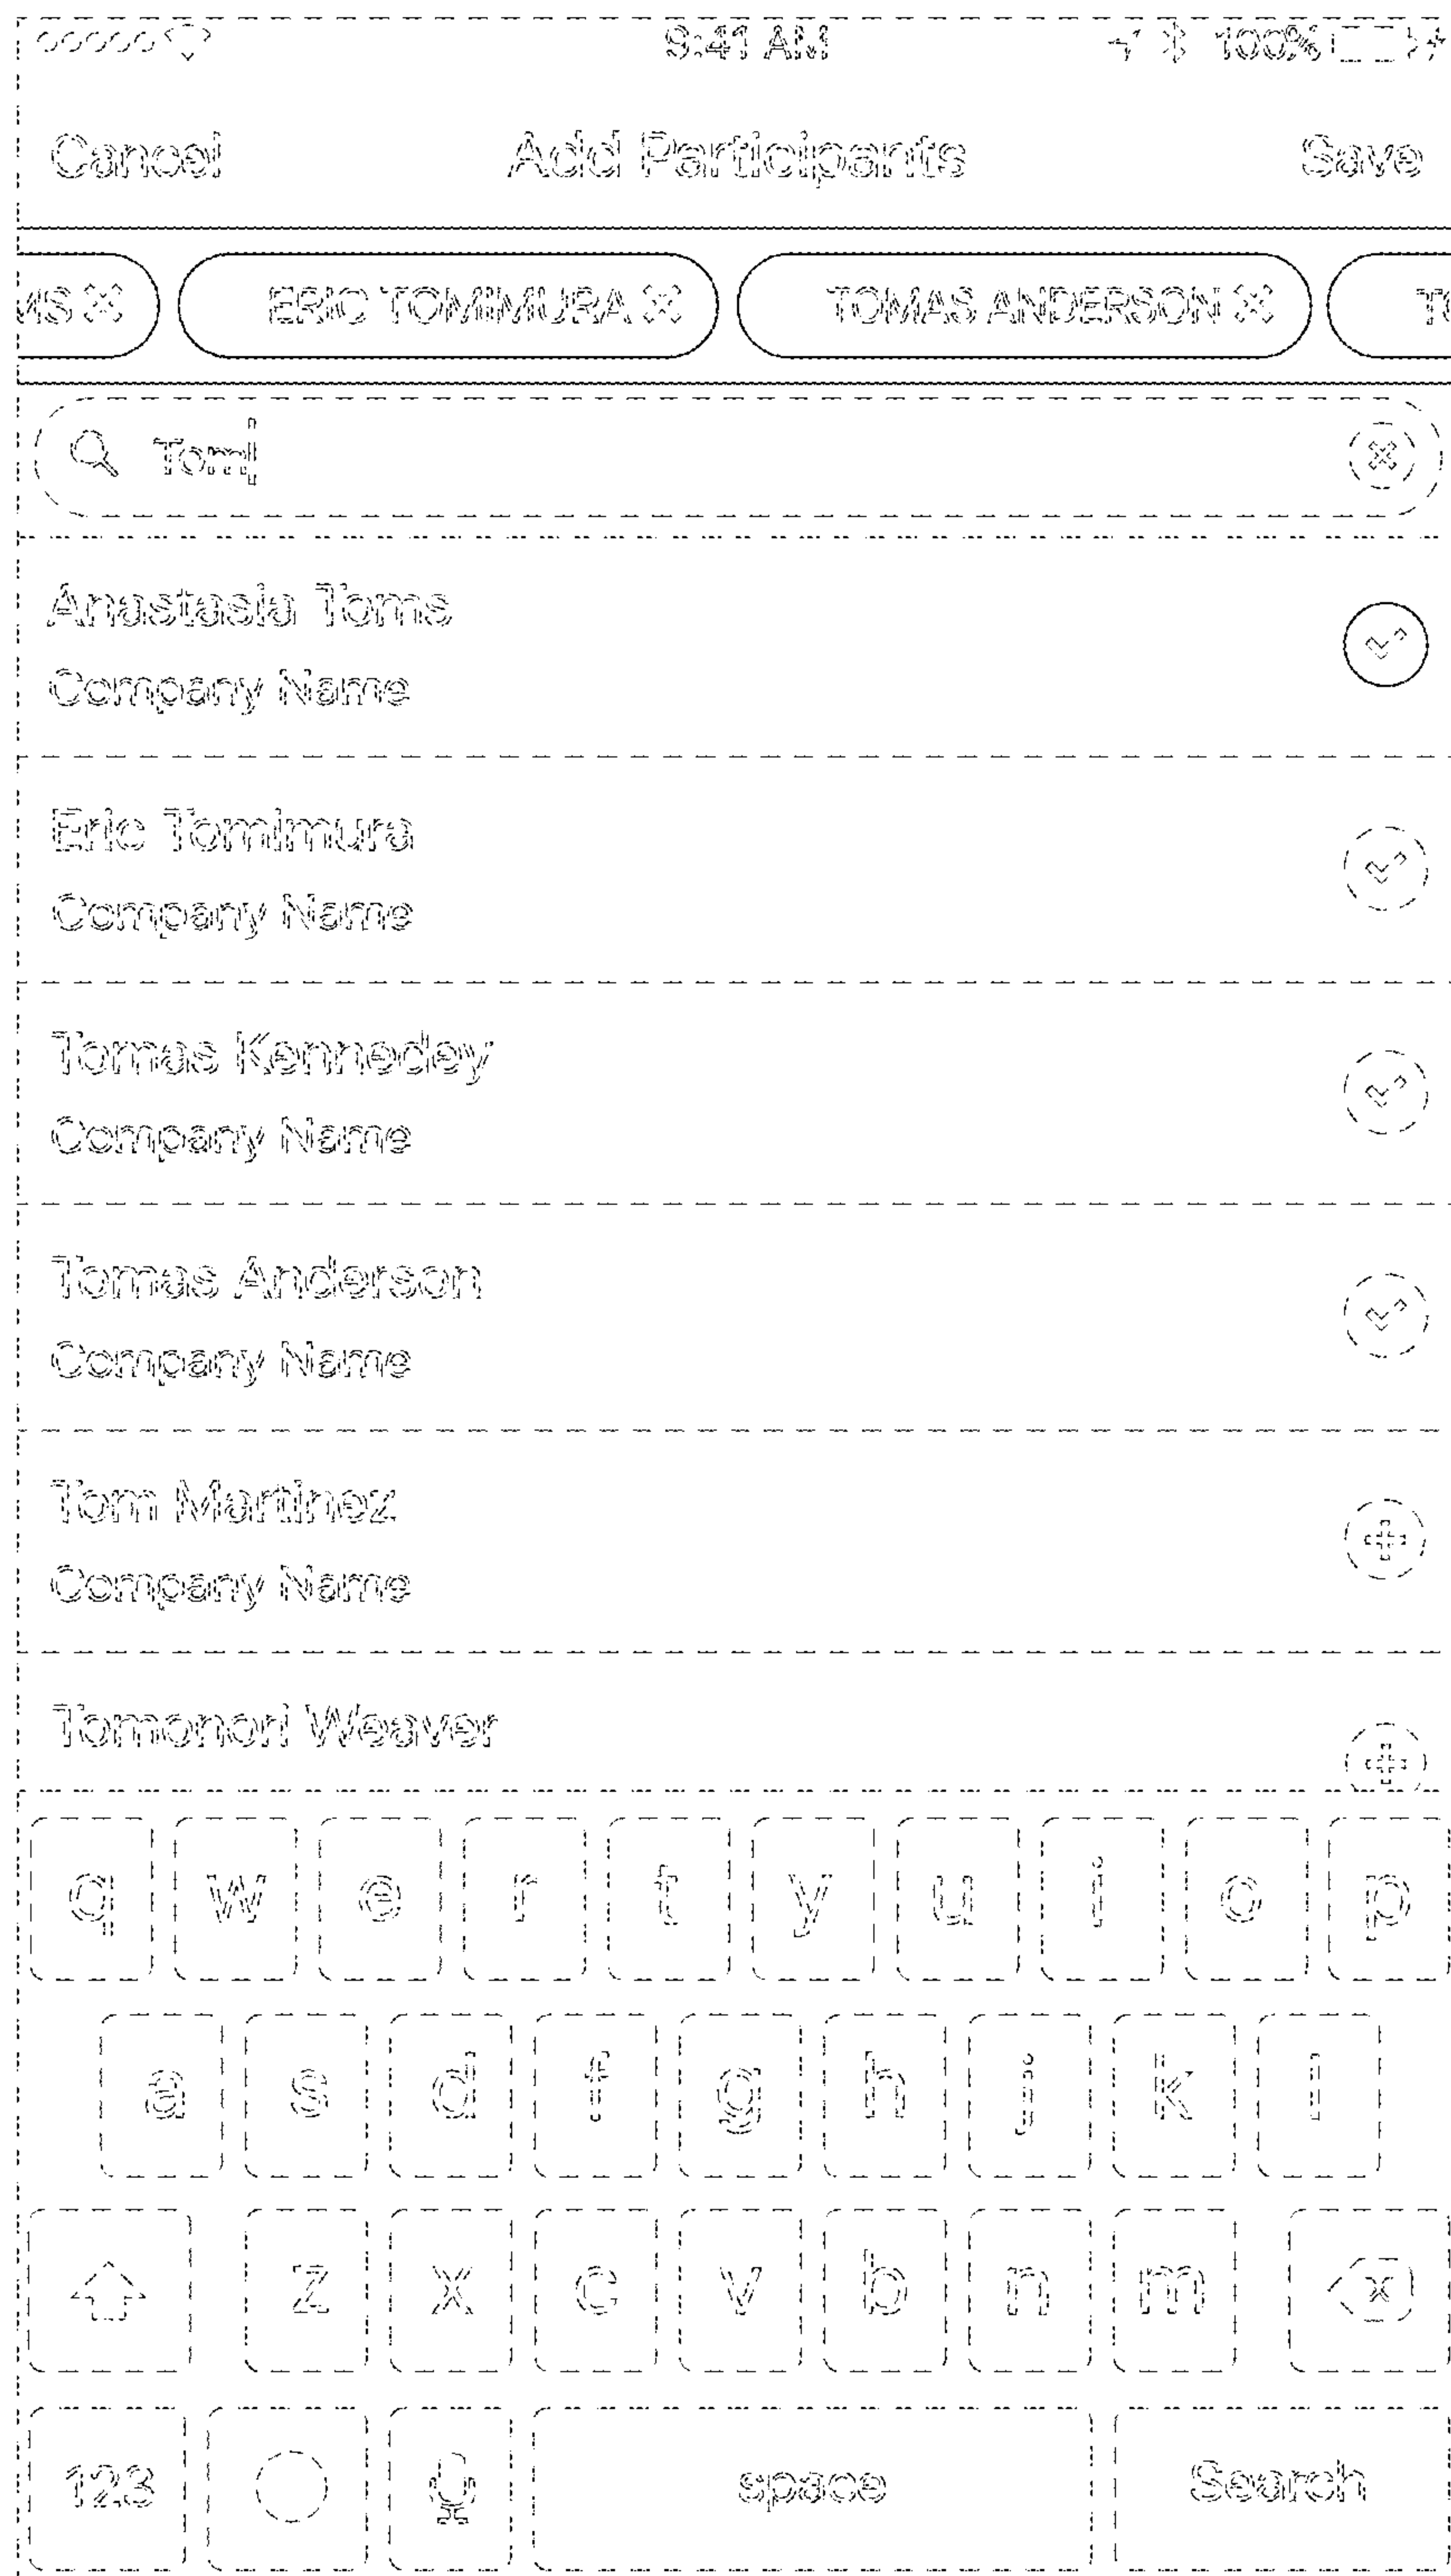 9:41 AM 100%
Cancel Add Participants Save
MS ERIC TOMIMURA TOMAS ANDERSON TO
Tom
Anastasia Toms
Company Name
Eric Tomimura
Company Name
Tomas Kennedey
Company Name
Tomas Anderson
Company Name
Tom Martinez
Company Name
Tomonori Weaver
q w e r t y u i o p
a s d f g h j k l
z x c v b n m
123 space Search